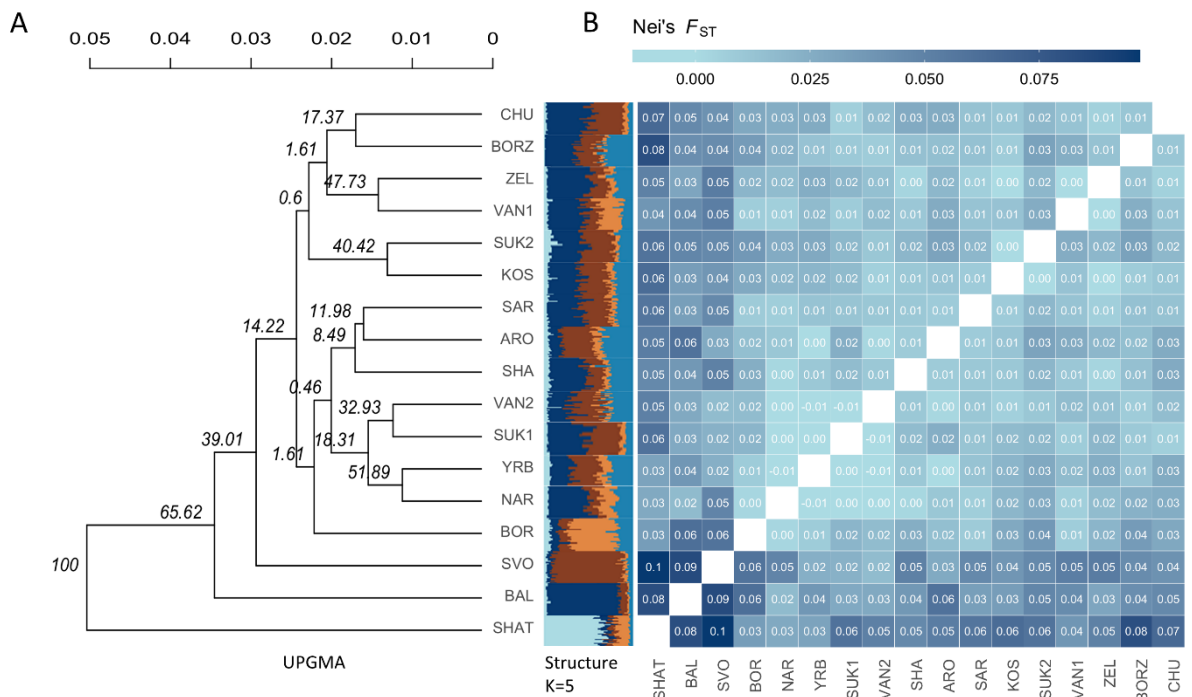 A
0.05 0.04 0.03 0.02 0.01 0
B
Nei's FST
0.000 0.025 0.050 0.075
17.37
1.61
47.73
0.6
40.42
11.98
14.22
8.49
0.46
32.93
39.01
18.31
1.61
51.89
65.62
100
CHU 0.07 0.05 0.04 0.03 0.03 0.03 0.01 0.02 0.03 0.03 0.01 0.01 0.02 0.01 0.01 0.01
BORZ 0.08 0.04 0.04 0.04 0.02 0.01 0.01 0.01 0.01 0.02 0.01 0.01 0.03 0.03 0.01 0.01
ZEL 0.05 0.03 0.05 0.02 0.02 0.03 0.02 0.01 0.00 0.02 0.01 0.00 0.02 0.00 0.01 0.01
VAN1 0.04 0.04 0.05 0.01 0.01 0.02 0.01 0.02 0.01 0.03 0.01 0.01 0.03 0.00 0.03 0.01
SUK2 0.06 0.05 0.05 0.04 0.03 0.03 0.02 0.01 0.02 0.03 0.01 0.00 0.03 0.02 0.03 0.02
KOS 0.06 0.03 0.04 0.03 0.02 0.02 0.02 0.01 0.01 0.01 0.01 0.00 0.01 0.00 0.01 0.01
SAR 0.06 0.03 0.05 0.01 0.01 0.01 0.01 0.01 0.01 0.01 0.01 0.01 0.01 0.01 0.01 0.01
ARO 0.05 0.06 0.03 0.02 0.01 0.00 0.02 0.00 0.01 0.01 0.01 0.03 0.03 0.02 0.02 0.03
SHA 0.05 0.04 0.05 0.03 0.00 0.01 0.02 0.01 0.01 0.01 0.01 0.02 0.01 0.00 0.01 0.03
VAN2 0.05 0.03 0.02 0.02 0.00 -0.01 -0.01 0.01 0.00 0.01 0.01 0.01 0.02 0.01 0.01 0.02
SUK1 0.06 0.03 0.02 0.02 0.00 0.00 -0.01 0.02 0.02 0.01 0.02 0.02 0.01 0.02 0.01 0.01
YRB 0.03 0.04 0.02 0.01 -0.01 0.00 -0.01 0.01 0.00 0.01 0.02 0.03 0.02 0.03 0.01 0.03
NAR 0.03 0.02 0.05 0.00 -0.01 0.00 0.00 0.00 0.01 0.01 0.02 0.03 0.01 0.02 0.02 0.03
BOR 0.03 0.06 0.06 0.00 0.01 0.02 0.02 0.03 0.02 0.01 0.03 0.04 0.01 0.02 0.04 0.03
SVO 0.1 0.09 0.06 0.05 0.02 0.02 0.02 0.05 0.03 0.05 0.04 0.05 0.05 0.05 0.04 0.04
BAL 0.08 0.09 0.06 0.02 0.04 0.03 0.03 0.04 0.06 0.03 0.03 0.05 0.04 0.03 0.04 0.05
SHAT 0.08 0.1 0.03 0.03 0.03 0.06 0.05 0.05 0.05 0.06 0.06 0.06 0.04 0.05 0.08 0.07
UPGMA
Structure
K=5
SHAT BAL SVO BOR NAR YRB SUK1 VAN2 SHA ARO SAR KOS SUK2 VAN1 ZEL BORZ CHU